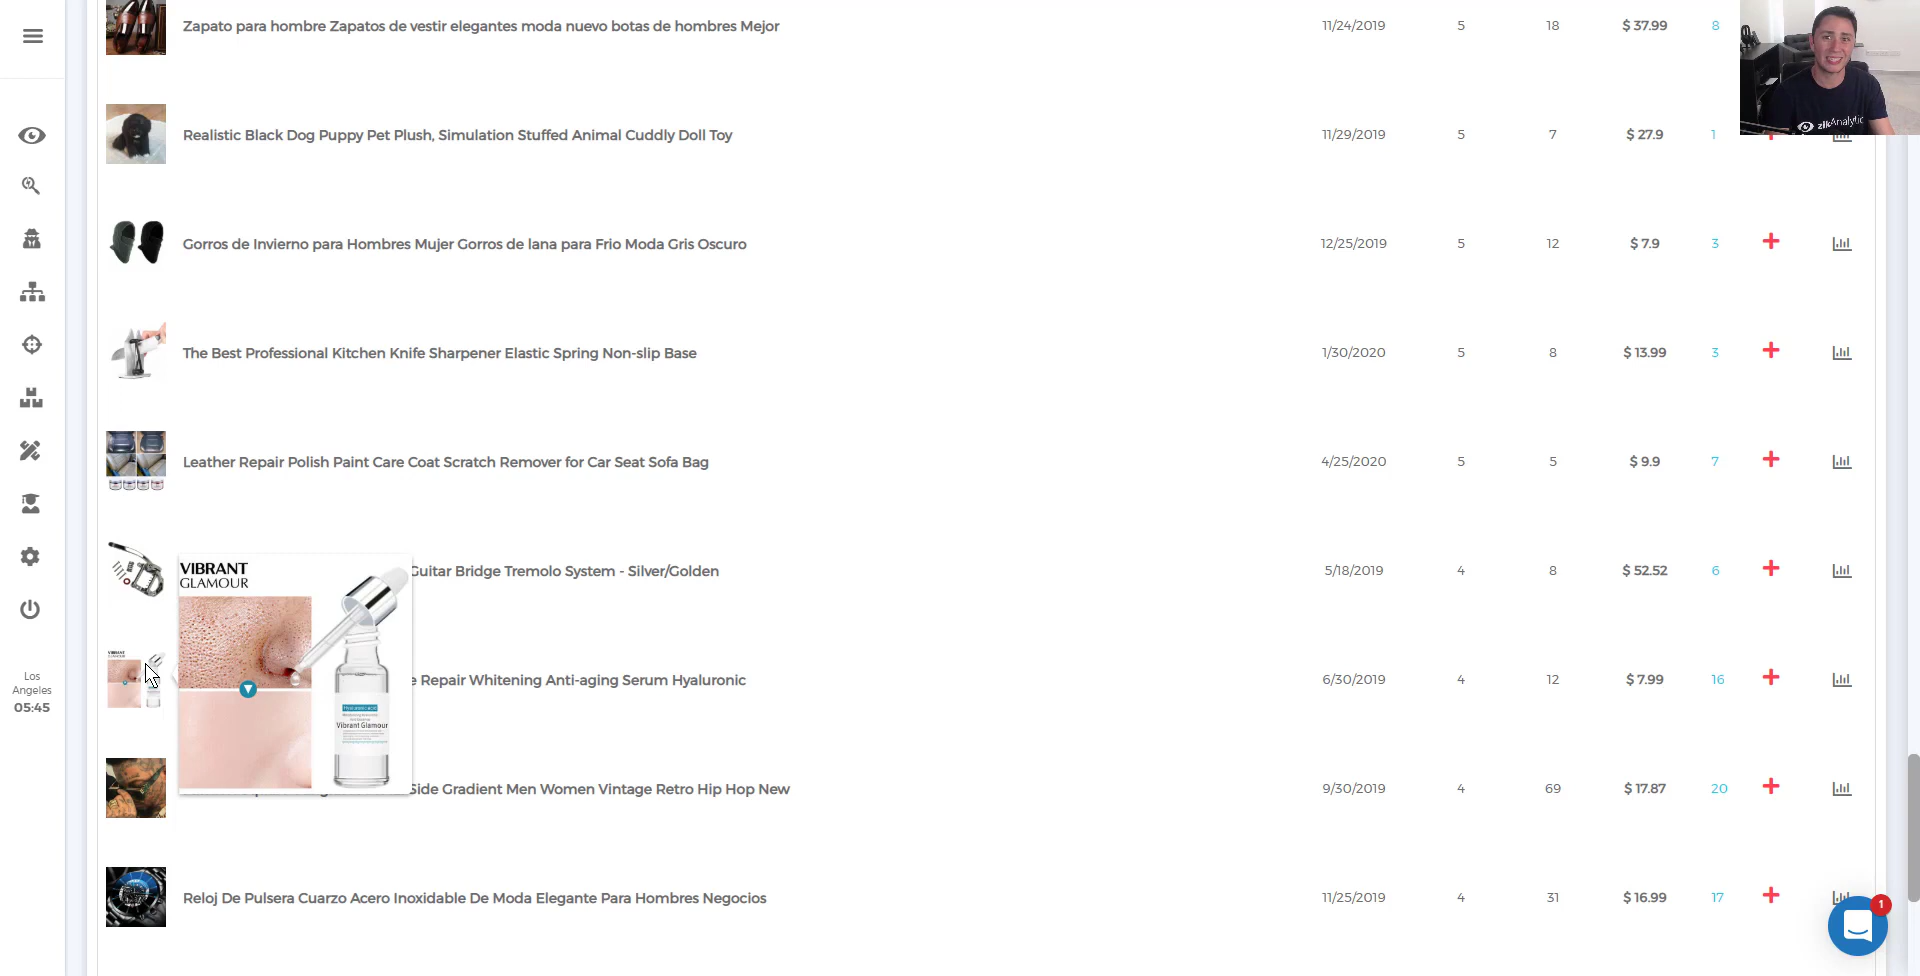 Zapato para hombre Zapatos de vestir elegantes moda nuevo botas de hombres Mejor 11/24/2019 5 18 $ 37.99 8
zikAnalytic
Realistic Black Dog Puppy Pet Plush, Simulation Stuffed Animal Cuddly Doll Toy 11/29/2019 5 7 $ 27.9 1
Gorros de Invierno para Hombres Mujer Gorros de lana para Frio Moda Gris Oscuro 12/25/2019 5 12 $ 7.9 3
The Best Professional Kitchen Knife Sharpener Elastic Spring Non-slip Base 1/30/2020 5 8 $ 13.99 3
Leather Repair Polish Paint Care Coat Scratch Remover for Car Seat Sofa Bag 4/25/2020 5 5 $ 9.9 7
Guitar Bridge Tremolo System - Silver/Golden 5/18/2019 4 8 $ 52.52 6
VIBRANT
GLAMOUR
e Repair Whitening Anti-aging Serum Hyaluronic 6/30/2019 4 12 $ 7.99 16
Vibrant Glamour
VIBRANT
Side Gradient Men Women Vintage Retro Hip Hop New 9/30/2019 4 69 $ 17.87 20
Reloj De Pulsera Cuarzo Acero Inoxidable De Moda Elegante Para Hombres Negocios 11/25/2019 4 31 $ 16.99 17
Los
Angeles
05:45
1